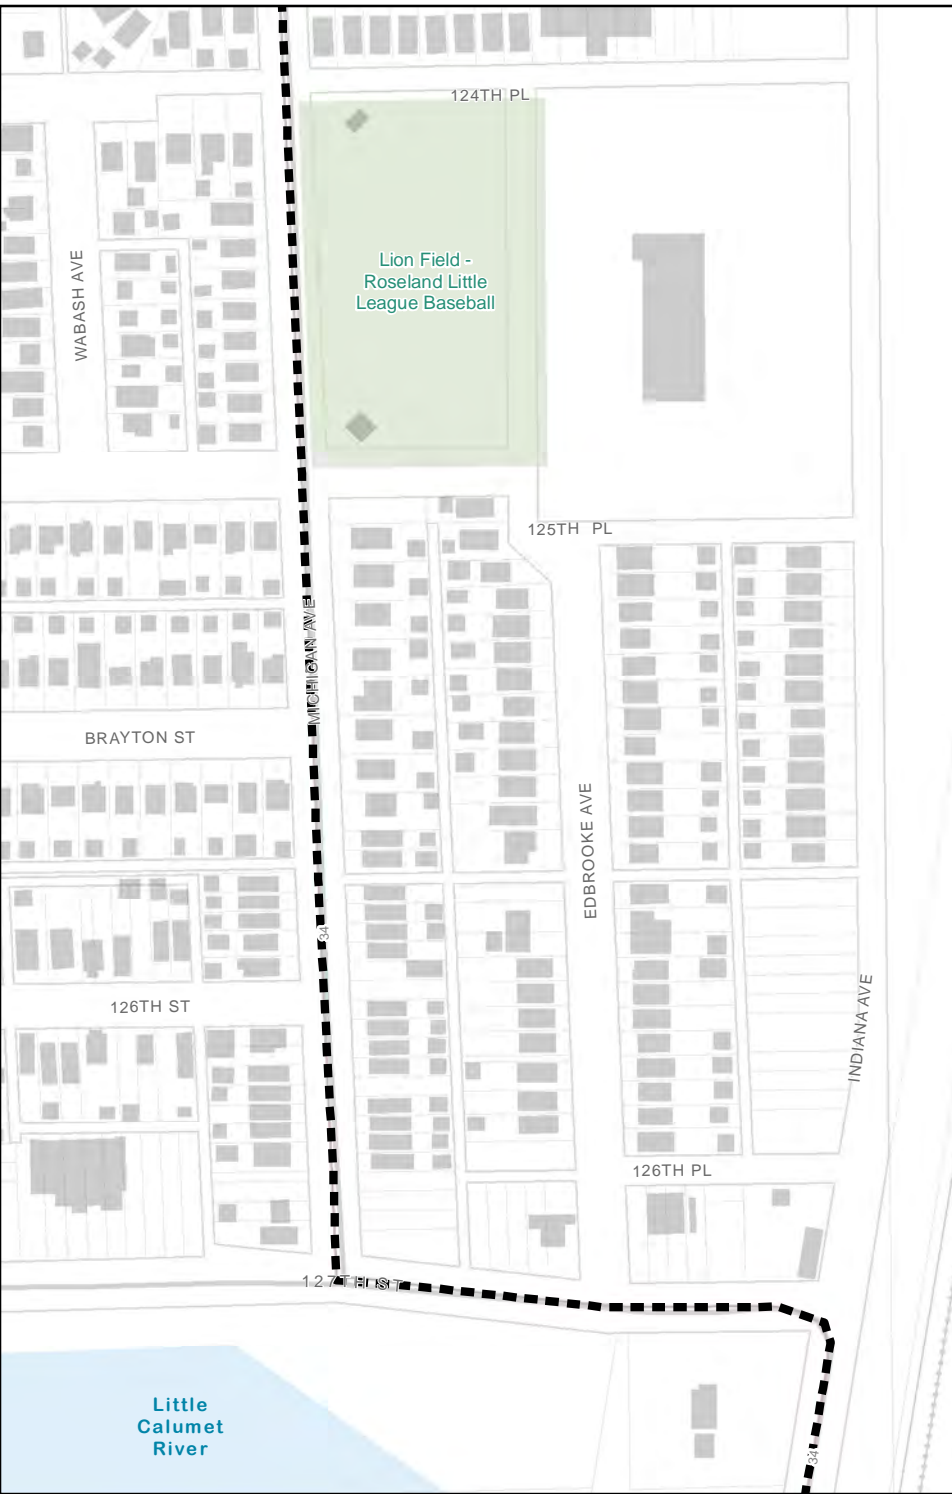 124TH PL
Lion Field -
Roseland Little
League Baseball
WABASH AVE
125TH PL
MICHIGAN AVE
BRAYTON ST
EDBROOKE AVE
34
126TH ST
INDIANA AVE
126TH PL
127TH ST
Little
Calumet
River
34